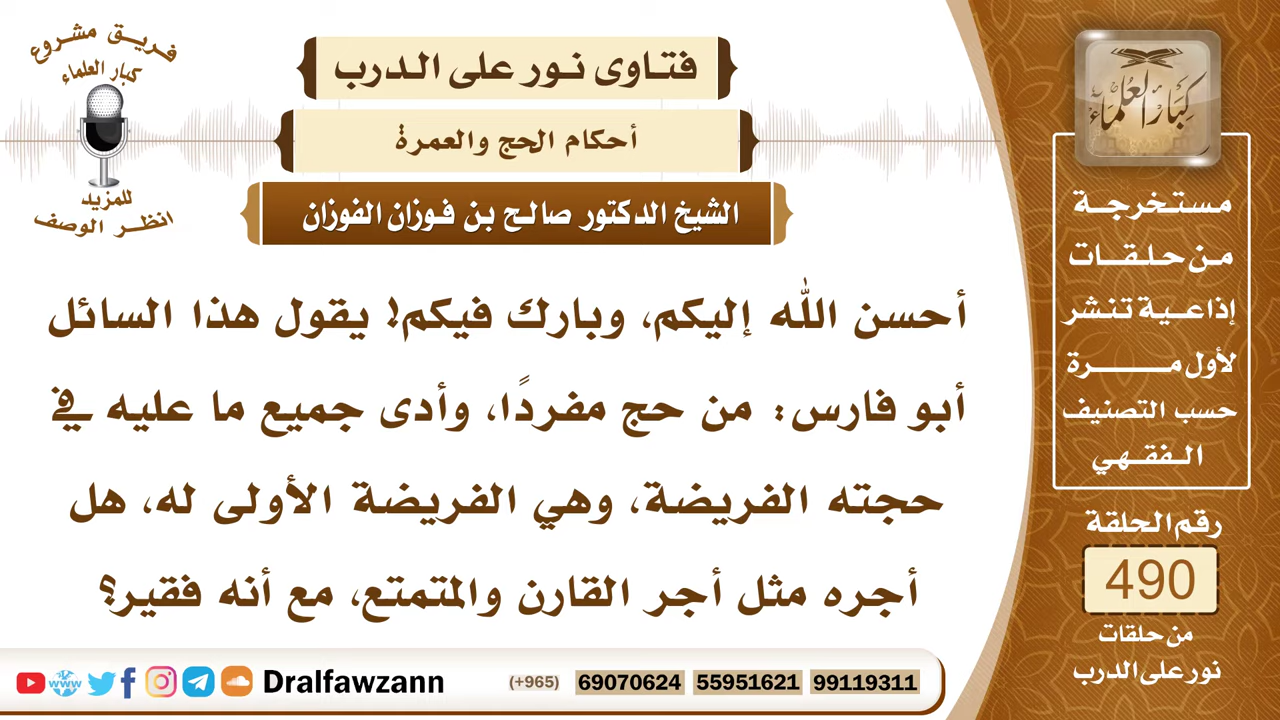 فريق مشروع
كبار العلماء
للمزيد
انظر الوصف
فتاوى نور على الدرب
أحكام الحج والعمرة
الشيخ الدكتور صالح بن فوزان الفوزان
أحسن الله إليكم، وبارك فيكم! يقول هذا السائل
أبو فارس: من حج مفردًا، وأدى جميع ما عليه في
حجته الفريضة، وهي الفريضة الأولى له، هل
أجره مثل أجر القارن والمتمتع، مع أنه فقير؟
كبار العلماء
مستخرجة
من حلقات
إذاعية تنشر
لأول مرة
حسب التصنيف
الفقهي
رقم الحلقة
490
من حلقات
نور على الدرب
www
Dralfawzann
(+965)
69070624
55951621
99119311